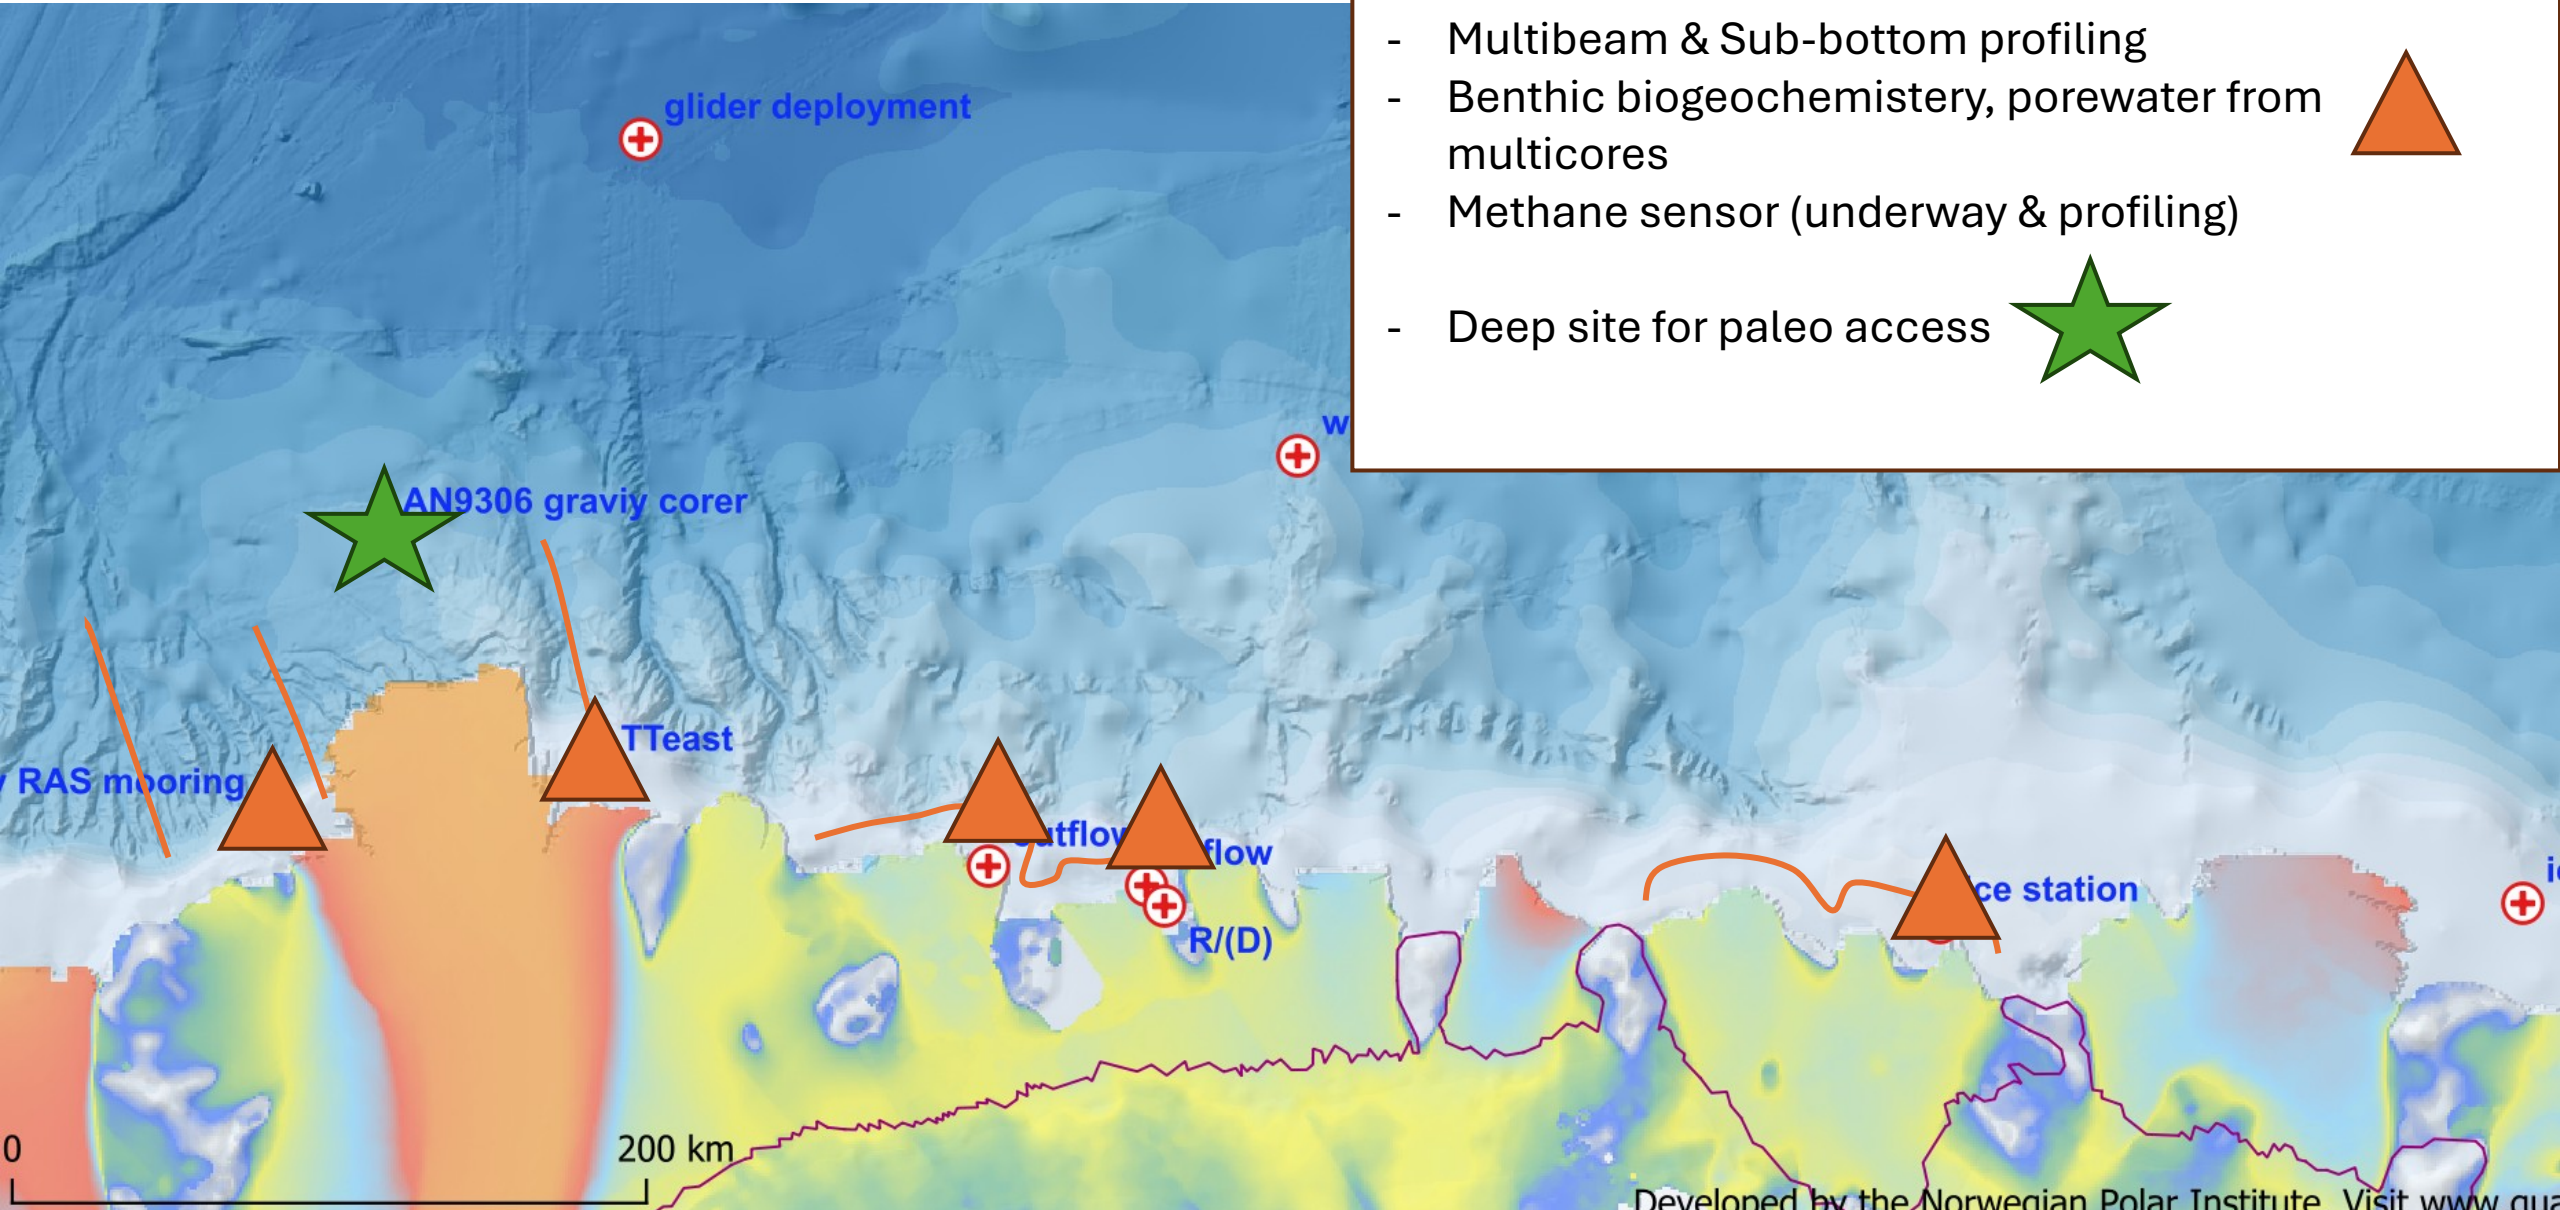 - Multibeam & Sub-bottom profiling
- Benthic biogeochemistery, porewater from
multicores
- Methane sensor (underway & profiling)
- Deep site for paleo access
glider deployment
w
AN9306 graviy corer
TTeast
RAS mooring
utflow
flow
R/(D)
ce station
0
200 km
Developed by the Norwegian Polar Institute. Visit www.qua